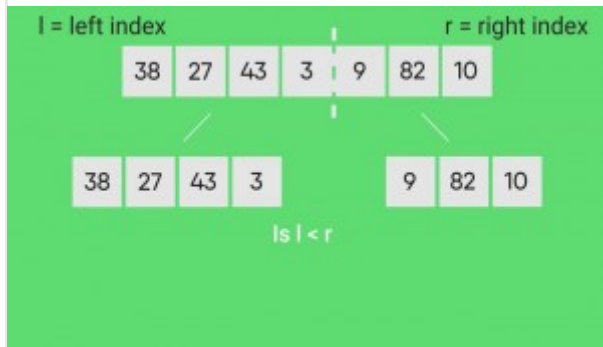 l = left index r = right index
38 27 43 3 9 82 10
38 27 43 3 9 82 10
Is l < r